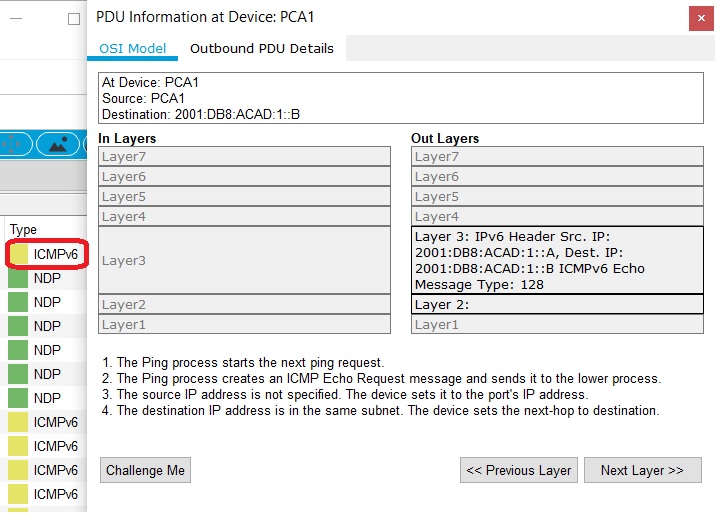 PDU Information at Device: PCA1
OSI Model
Outbound PDU Details
At Device: PCA1
Source: PCA1
Destination: 2001:DB8:ACAD:1::B
In Layers
Layer7
Layer6
Layer5
Layer4
Layer3
Layer2
Layer1
Out Layers
Layer7
Layer6
Layer5
Layer4
Layer 3: IPv6 Header Src. IP:
2001:DB8:ACAD:1::A, Dest. IP:
2001:DB8:ACAD:1::B ICMPv6 Echo
Message Type: 128
Layer 2:
Layer1
1. The Ping process starts the next ping request.
2. The Ping process creates an ICMP Echo Request message and sends it to the lower process.
3. The source IP address is not specified. The device sets it to the port's IP address.
4. The destination IP address is in the same subnet. The device sets the next-hop to destination.
Challenge Me
<< Previous Layer
Next Layer >>
Type
ICMPv6
NDP
NDP
NDP
NDP
NDP
NDP
ICMPv6
ICMPv6
ICMPv6
ICMPv6